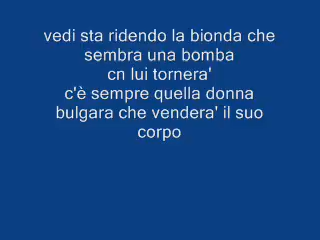 vedi sta ridendo la bionda che
sembra una bomba
cn lui tornera'
c'è sempre quella donna
bulgara che vendera' il suo
corpo